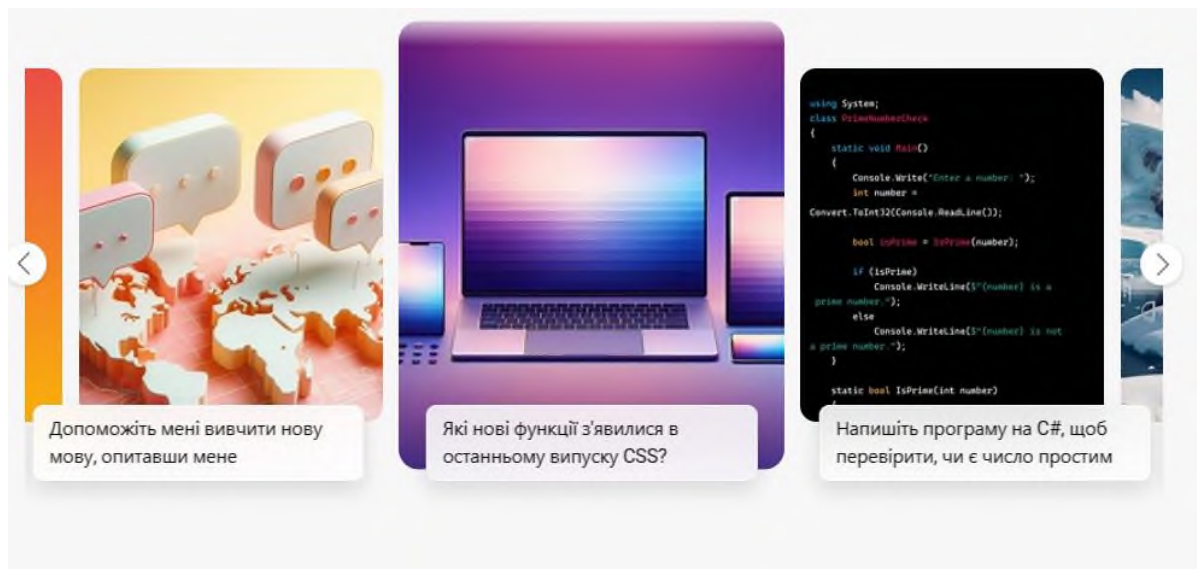 Допоможіть мені вивчити нову
мову, опитавши мене
Які нові функції з'явилися в
останньому випуску CSS?
using System;
class PrimeNumberCheck
{
static void Main()
{
Console.Write("Enter a number: ");
int number =
Convert.ToInt32(Console.ReadLine());
bool isPrime = IsPrime(number);
if (isPrime)
Console.WriteLine($"{number} is a
prime number.");
else
Console.WriteLine($"{number} is not
a prime number.");
}
static bool IsPrime(int number)
Напишіть програму на C#, щоб
перевірити, чи є число простим